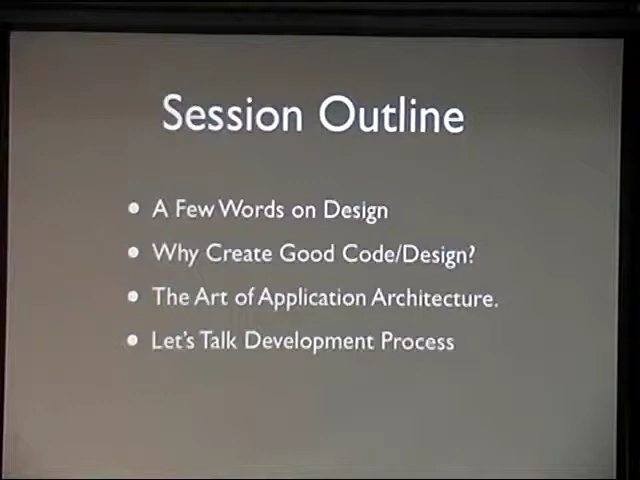 Session Outline
A Few Words on Design
Why Create Good Code/Design?
The Art of Application Architecture.
Let's Talk Development Process